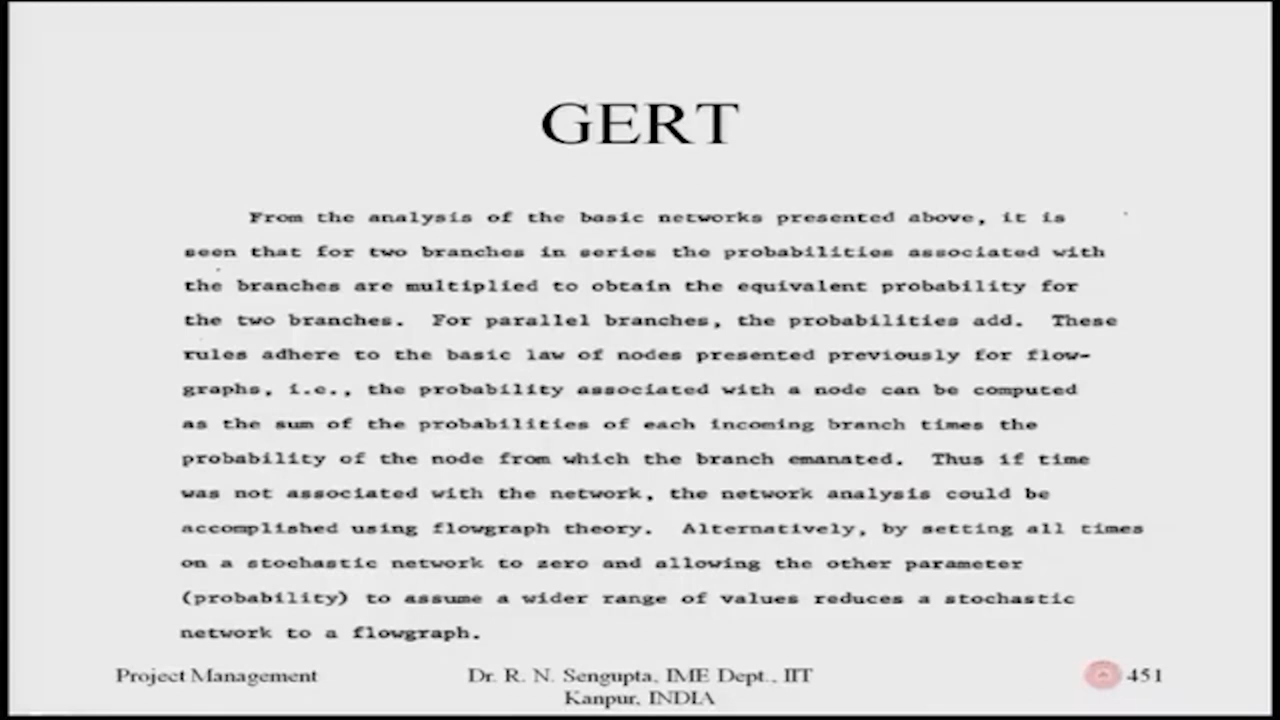 GERT
From the analysis of the basic networks presented above, it is
seen that for two branches in series the probabilities associated with
the branches are multiplied to obtain the equivalent probability for
the two branches. For parallel branches, the probabilities add. These
rules adhere to the basic law of nodes presented previously for flow-
graphs, i.e., the probability associated with a node can be computed
as the sum of the probabilities of each incoming branch times the
probability of the node from which the branch emanated. Thus if time
was not associated with the network, the network analysis could be
accomplished using flowgraph theory. Alternatively, by setting all times
on a stochastic network to zero and allowing the other parameter
(probability) to assume a wider range of values reduces a stochastic
network to a flowgraph.
Project Management
Dr. R. N. Sengupta, IME Dept., IIT
Kanpur, INDIA
451